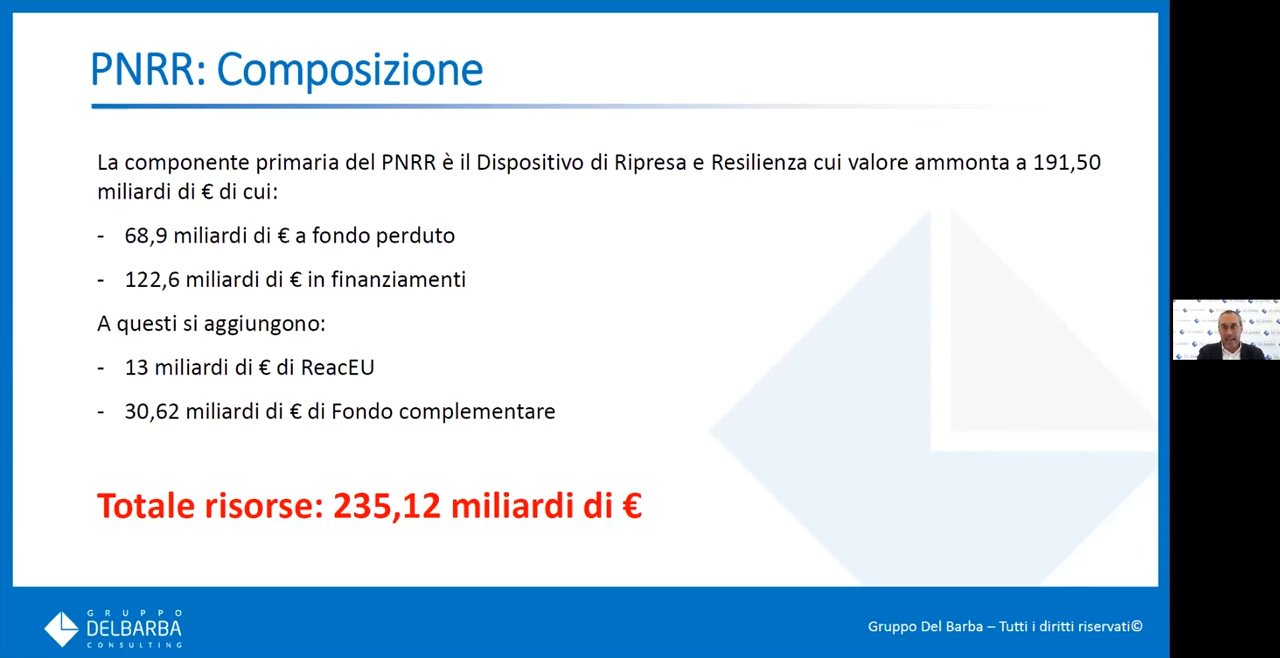 PNRR: Composizione
La componente primaria del PNRR è il Dispositivo di Ripresa e Resilienza cui valore ammonta a 191,50
miliardi di € di cui:
- 68,9 miliardi di € a fondo perduto
- 122,6 miliardi di € in finanziamenti
A questi si aggiungono:
- 13 miliardi di € di ReacEU
- 30,62 miliardi di € di Fondo complementare
Totale risorse: 235,12 miliardi di €
GRUPPO
DELBARBA
CONSULTING
Gruppo Del Barba – Tutti i diritti riservati©